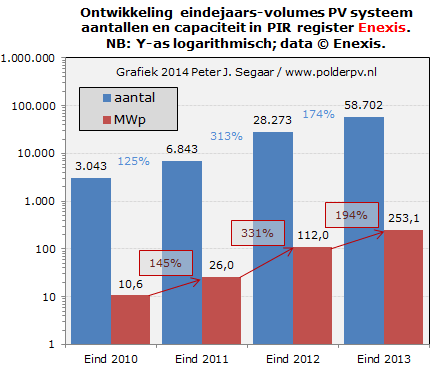 Ontwikkeling eindejaars-volumes PV systeem
aantallen en capaciteit in PIR register Enexis.
NB: Y-as logarithmisch; data © Enexis.
Grafiek 2014 Peter J. Segaar / www.polderpv.nl
aantal
MWp
1.000.000
100.000
10.000
1.000
100
10
1
3.043
125%
6.843
313%
28.273
174%
58.702
10,6
145%
26,0
331%
112,0
194%
253,1
Eind 2010
Eind 2011
Eind 2012
Eind 2013